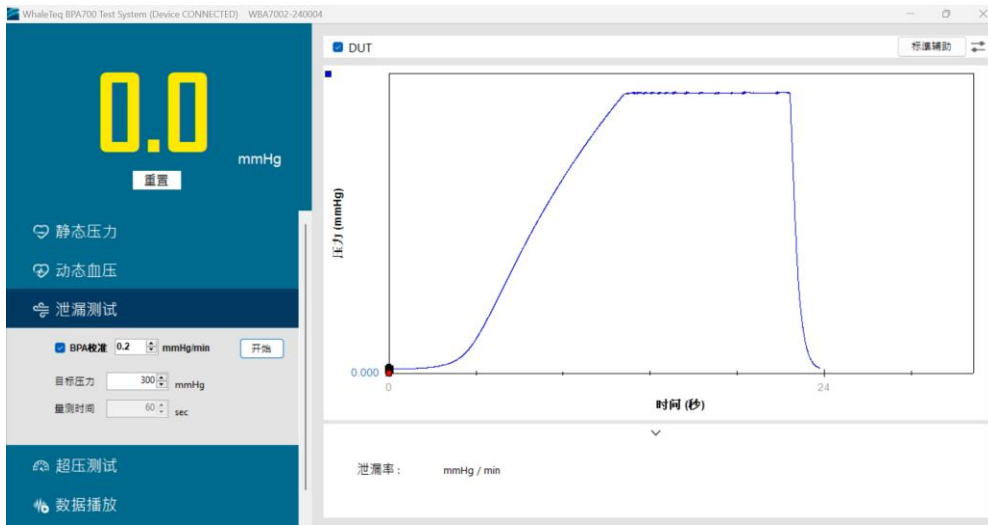 WhaleTeq BPA700 Test System (Device CONNECTED) WBA7002-240004
0.0 mmHg
重置
静态压力
动态血压
泄漏测试
BPA校准 0.2 mmHg/min 开始
目标压力 300 mmHg
量测时间 60 sec
超压测试
数据播放
DUT 标准辅助
压力 (mmHg)
0.000
0 24
时间 (秒)
泄漏率： mmHg / min